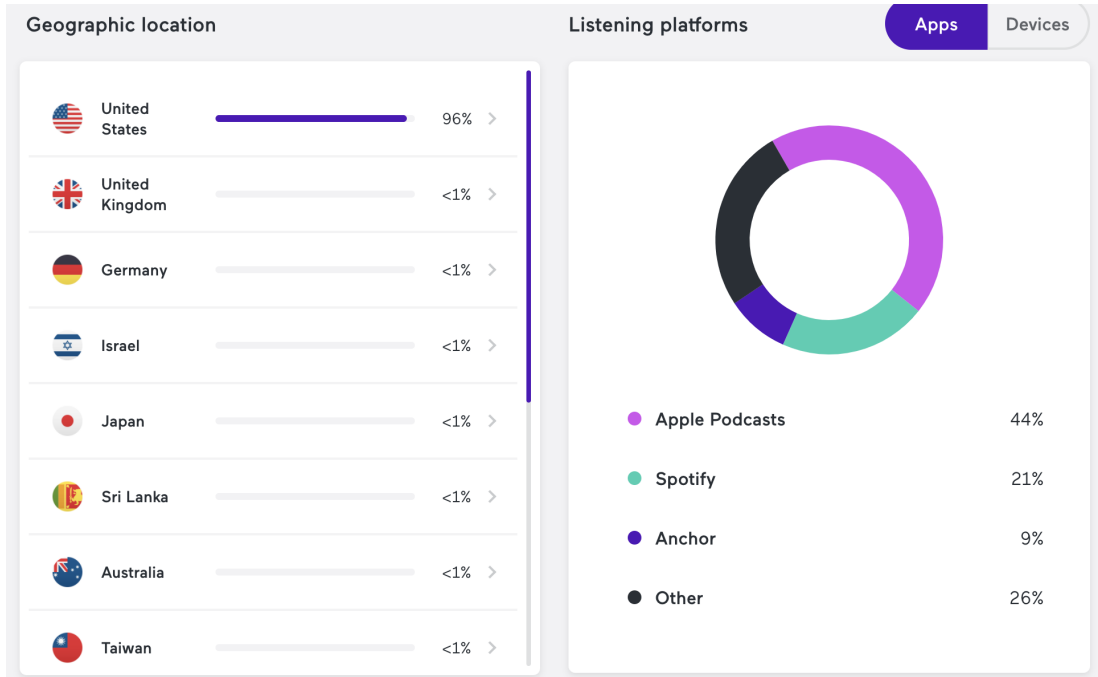 Geographic location
United
States
96%
United
Kingdom
<1%
Germany
<1%
Israel
<1%
Japan
<1%
Sri Lanka
<1%
Australia
<1%
Taiwan
<1%
Listening platforms
Apps
Devices
Apple Podcasts
44%
Spotify
21%
Anchor
9%
Other
26%